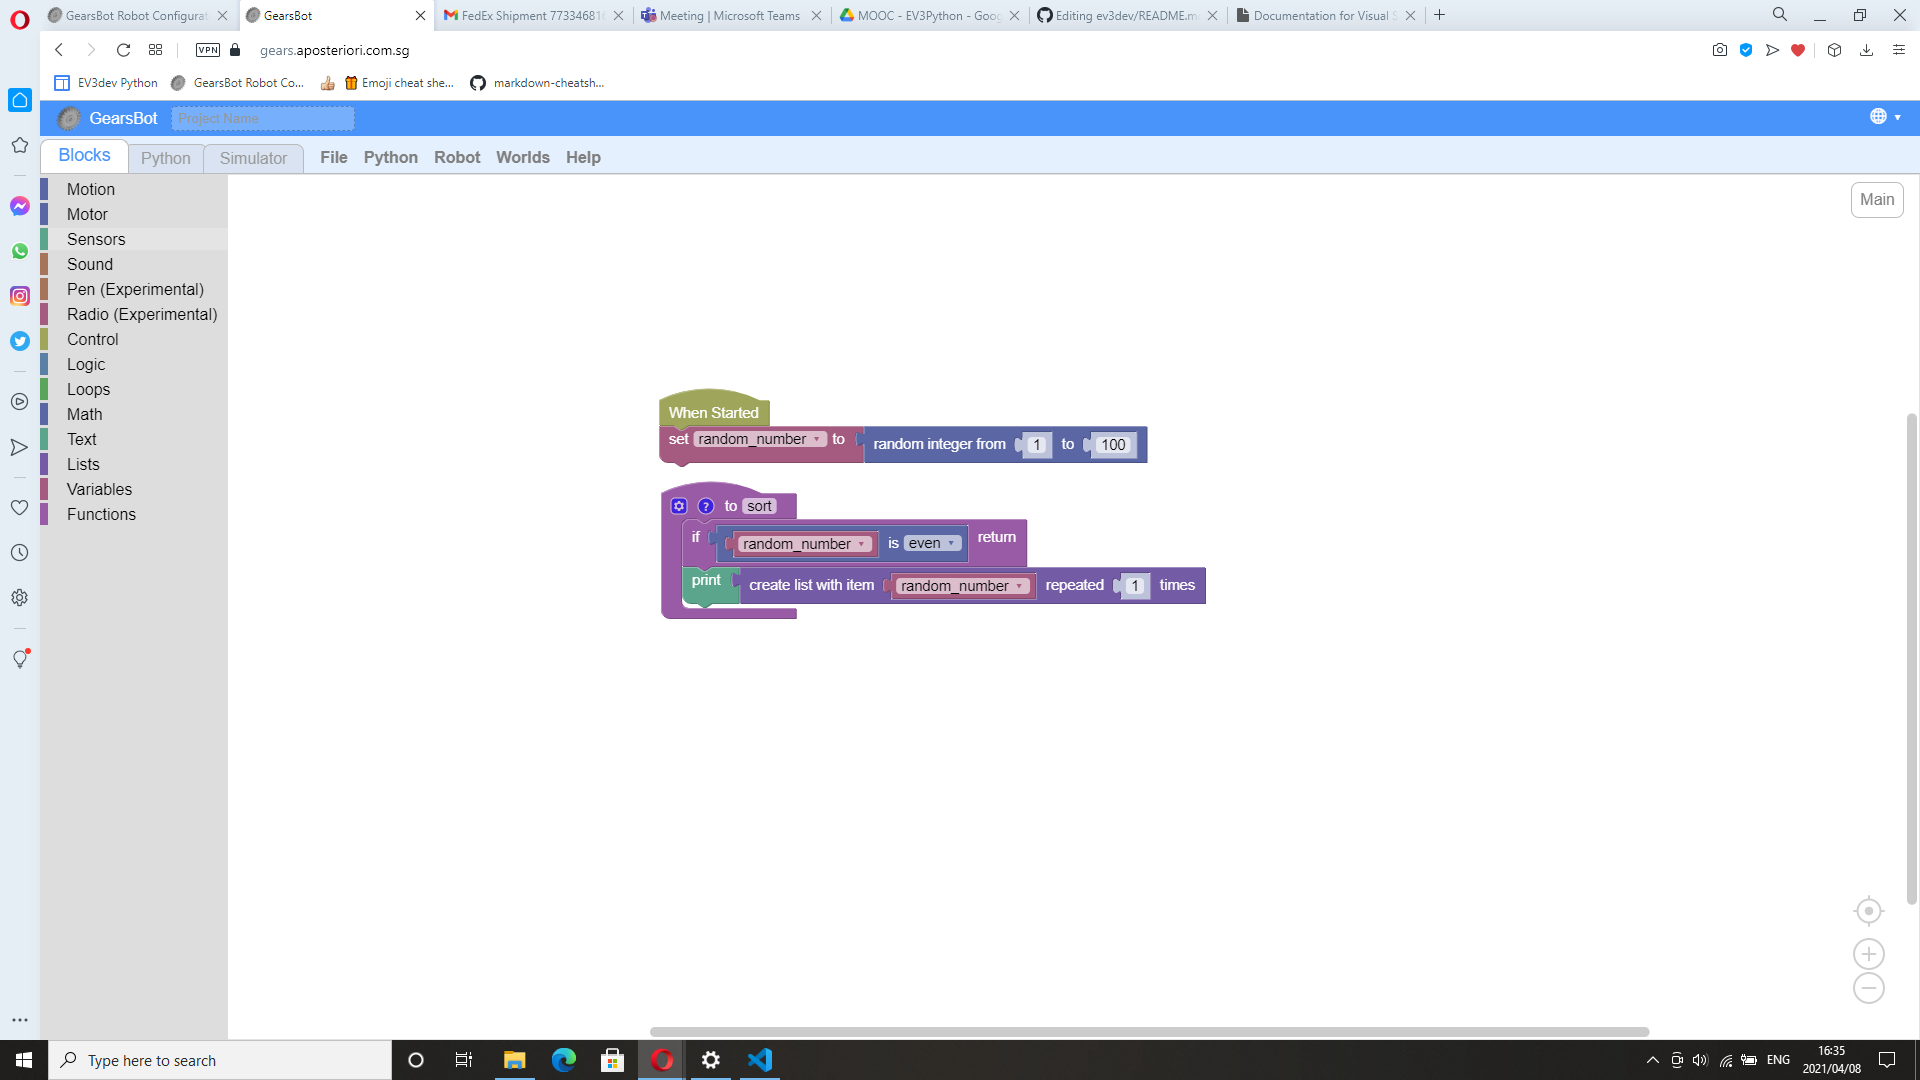 GearsBot Robot Configurat
GearsBot
FedEx Shipment 773346816
Meeting | Microsoft Teams
MOOC - EV3Python - Goog
Editing ev3dev/README.m
Documentation for Visual S
VPN
gears.aposteriori.com.sg
EV3dev Python
GearsBot Robot Co...
Emoji cheat she...
markdown-cheatsh...
GearsBot
Project Name
Blocks
Python
Simulator
File
Python
Robot
Worlds
Help
Motion
Motor
Sensors
Sound
Pen (Experimental)
Radio (Experimental)
Control
Logic
Loops
Math
Text
Lists
Variables
Functions
Main
When Started
set random_number to random integer from 1 to 100
? to sort
if random_number is even return
print create list with item random_number repeated 1 times
Type here to search
ENG
16:35
2021/04/08